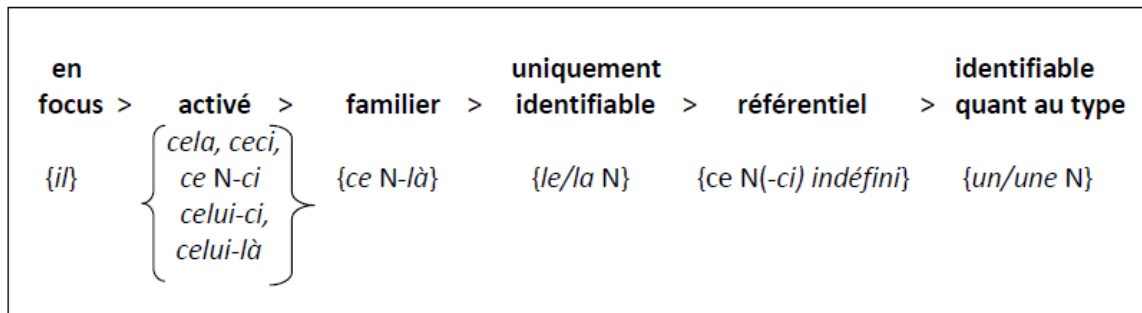 en uniquement identifiable
focus > activé > familier > identifiable > référentiel > quant au type
cela, ceci,
{il} ce N-ci {ce N-là} {le/la N} {ce N(-ci) indéfini} {un/une N}
celui-ci,
celui-là